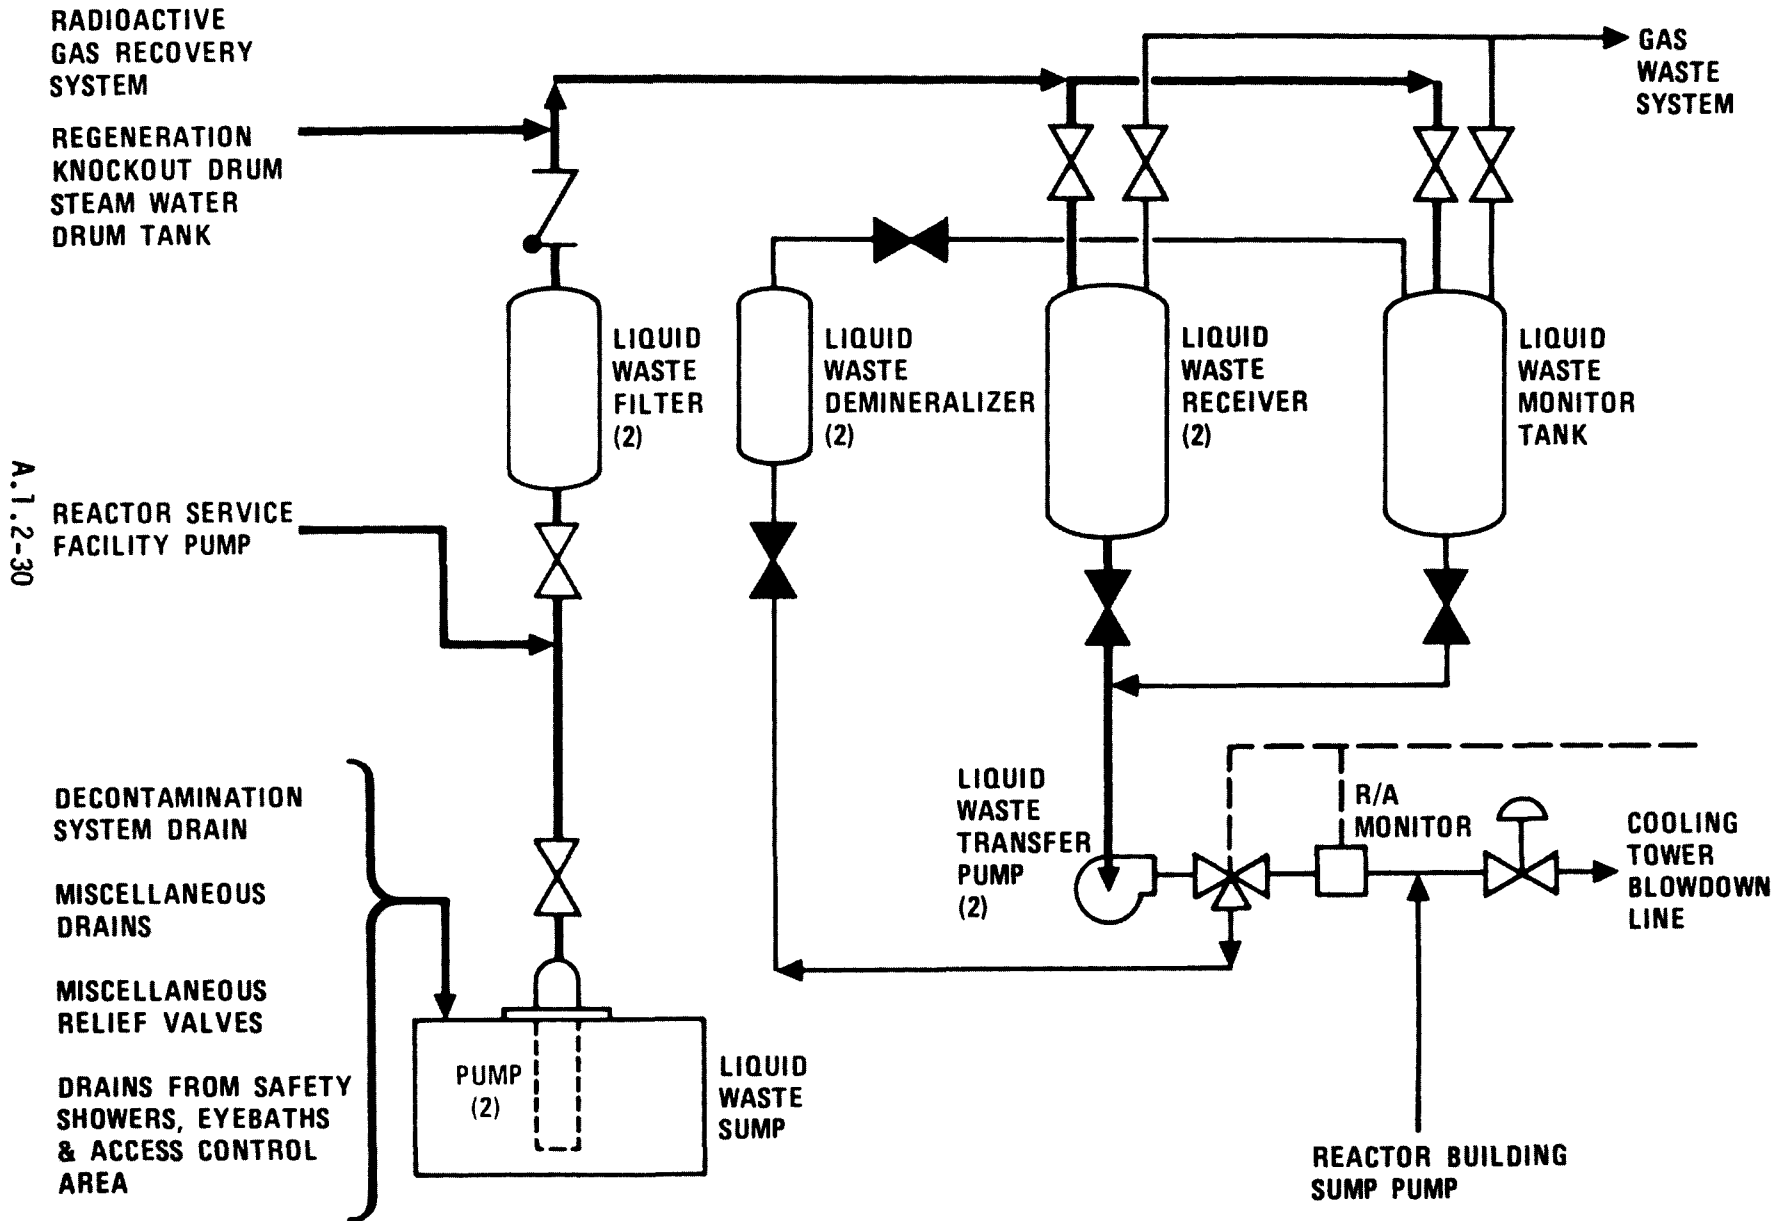 RADIOACTIVE
GAS RECOVERY
SYSTEM
REGENERATION
KNOCKOUT DRUM
STEAM WATER
DRUM TANK
GAS
WASTE
SYSTEM
LIQUID
WASTE
FILTER
(2)
LIQUID
WASTE
DEMINERALIZER
(2)
LIQUID
WASTE
RECEIVER
(2)
LIQUID
WASTE
MONITOR
TANK
A.1.2-30
REACTOR SERVICE
FACILITY PUMP
DECONTAMINATION
SYSTEM DRAIN
MISCELLANEOUS
DRAINS
MISCELLANEOUS
RELIEF VALVES
DRAINS FROM SAFETY
SHOWERS, EYEBATHS
& ACCESS CONTROL
AREA
PUMP
(2)
LIQUID
WASTE
SUMP
LIQUID
WASTE
TRANSFER
PUMP
(2)
R/A
MONITOR
COOLING
TOWER
BLOWDOWN
LINE
REACTOR BUILDING
SUMP PUMP